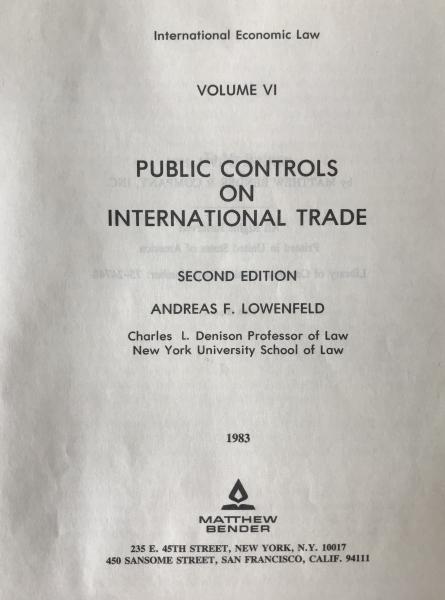 International Economic Law
VOLUME VI
PUBLIC CONTROLS
ON
INTERNATIONAL TRADE
SECOND EDITION
ANDREAS F. LOWENFELD
Charles L. Denison Professor of Law
New York University School of Law
1983
MATTHEW
BENDER
235 E. 45TH STREET, NEW YORK, N.Y. 10017
450 SANSOME STREET, SAN FRANCISCO, CALIF. 94111